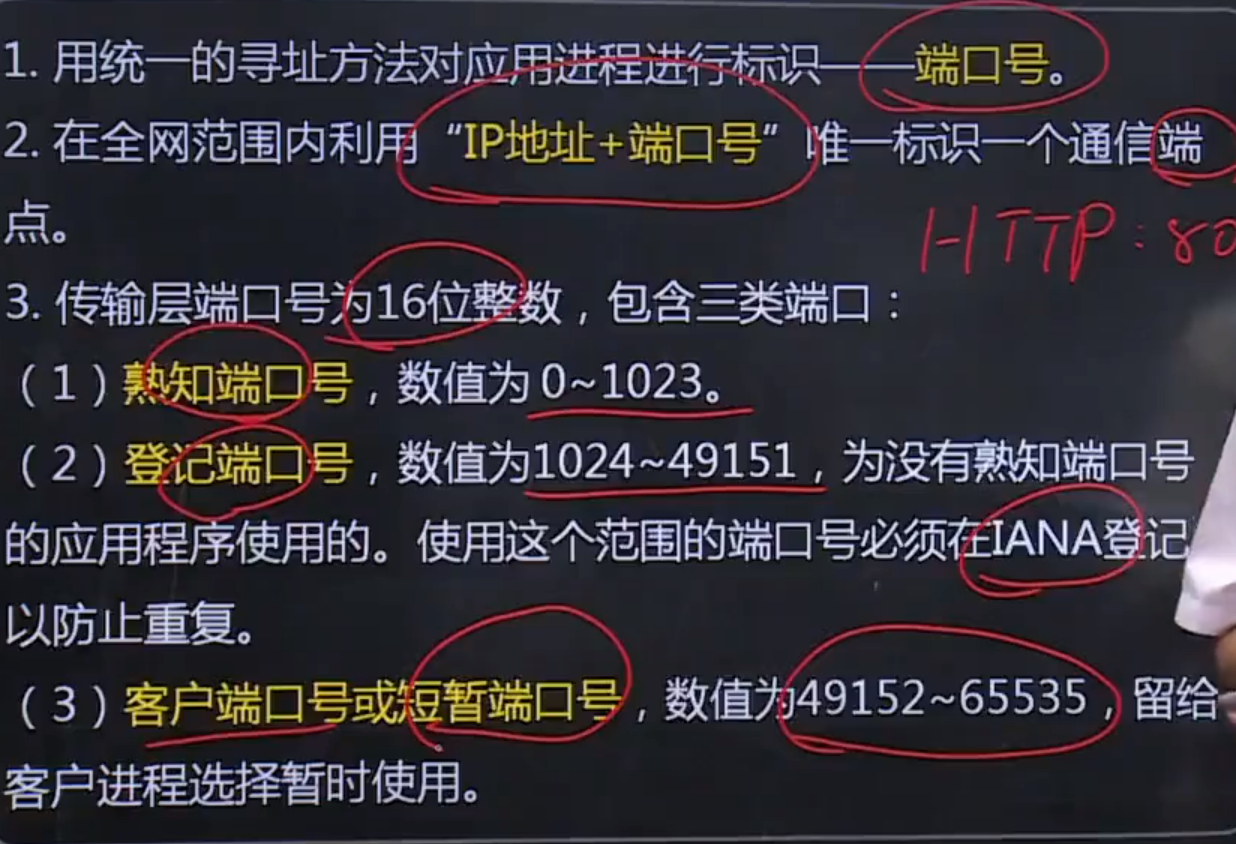 1. 用统一的寻址方法对应用进程进行标识——端口号。
2. 在全网范围内利用“IP地址+端口号”唯一标识一个通信端
点。
HTTP:80
3. 传输层端口号为16位整数，包含三类端口：
（1）熟知端口号，数值为 0~1023。
（2）登记端口号，数值为1024~49151，为没有熟知端口号
的应用程序使用的。使用这个范围的端口号必须在IANA登记
以防止重复。
（3）客户端口号或短暂端口号，数值为49152~65535，留给
客户进程选择暂时使用。